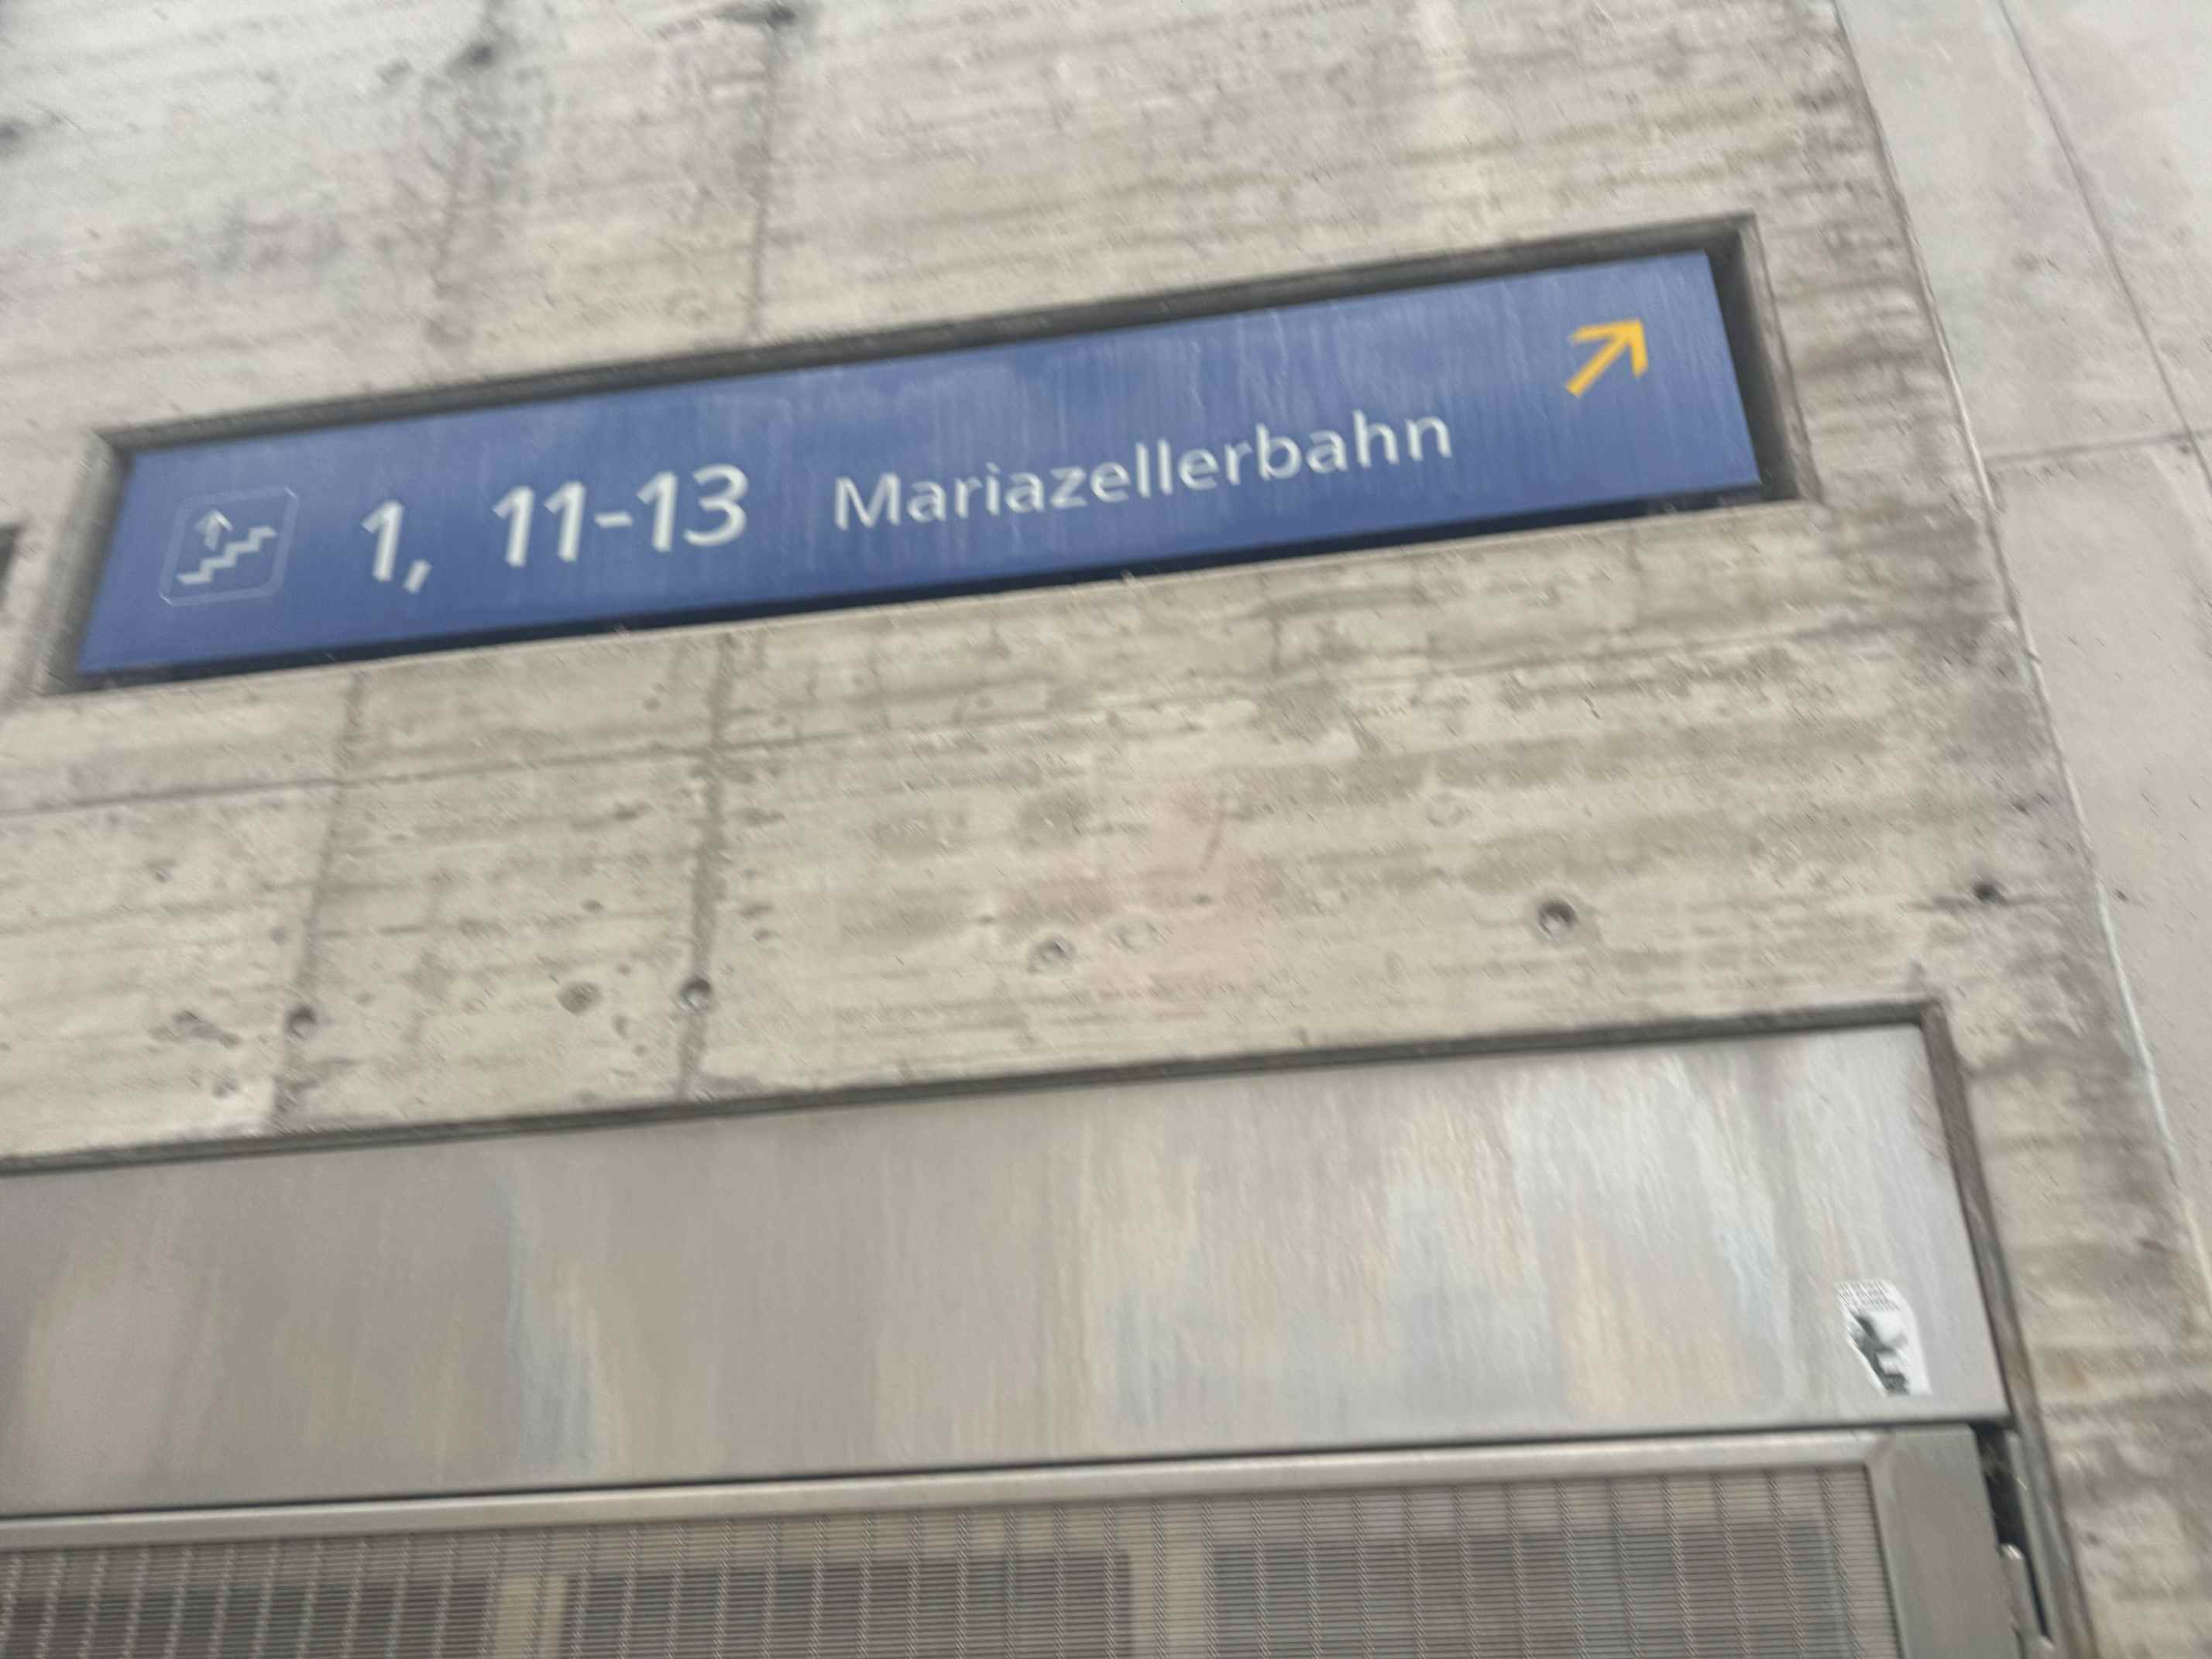 1, 11-13 Mariazellerbahn